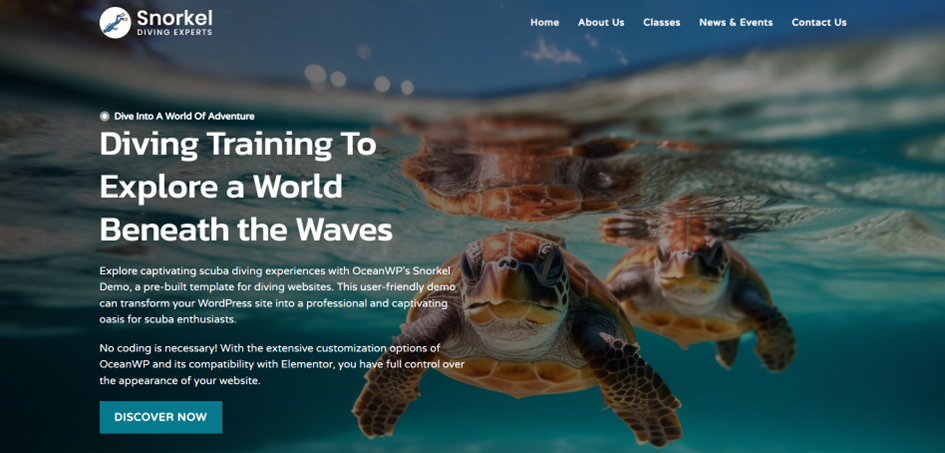 Snorkel
DIVING EXPERTS
Home About Us Classes News & Events Contact Us
Dive Into A World Of Adventure
Diving Training To
Explore a World
Beneath the Waves
Explore captivating scuba diving experiences with OceanWP's Snorkel
Demo, a pre-built template for diving websites. This user-friendly demo
can transform your WordPress site into a professional and captivating
oasis for scuba enthusiasts.
No coding is necessary! With the extensive customization options of
OceanWP and its compatibility with Elementor, you have full control over
the appearance of your website.
DISCOVER NOW